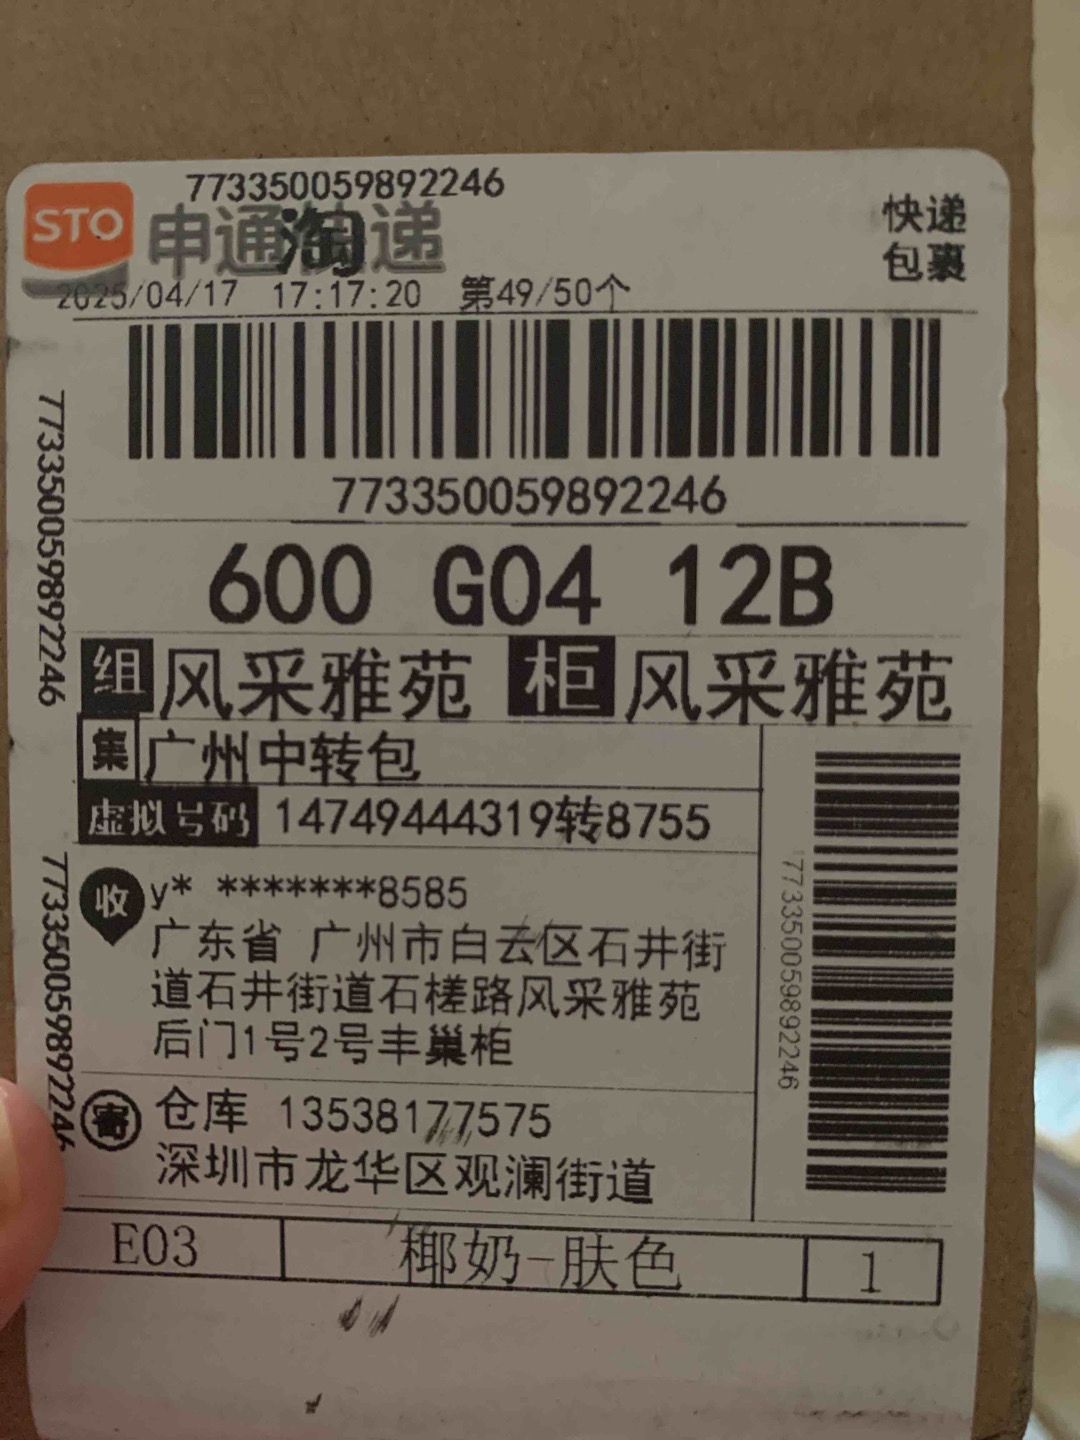 773350059892246
STO 申通快递
淘
快递
包裹
2025/04/17 17:17:20 第49/50个
773350059892246
773350059892246
600 G04 12B
组 风采雅苑 柜 风采雅苑
集 广州中转包
虚拟号码 14749444319转8755
收 y* *******8585
广东省 广州市白云区石井街
道石井街道石槎路风采雅苑
后门1号2号丰巢柜
773350059892246
773350059892246
寄 仓库 13538177575
深圳市龙华区观澜街道
E03 椰奶-肤色 1